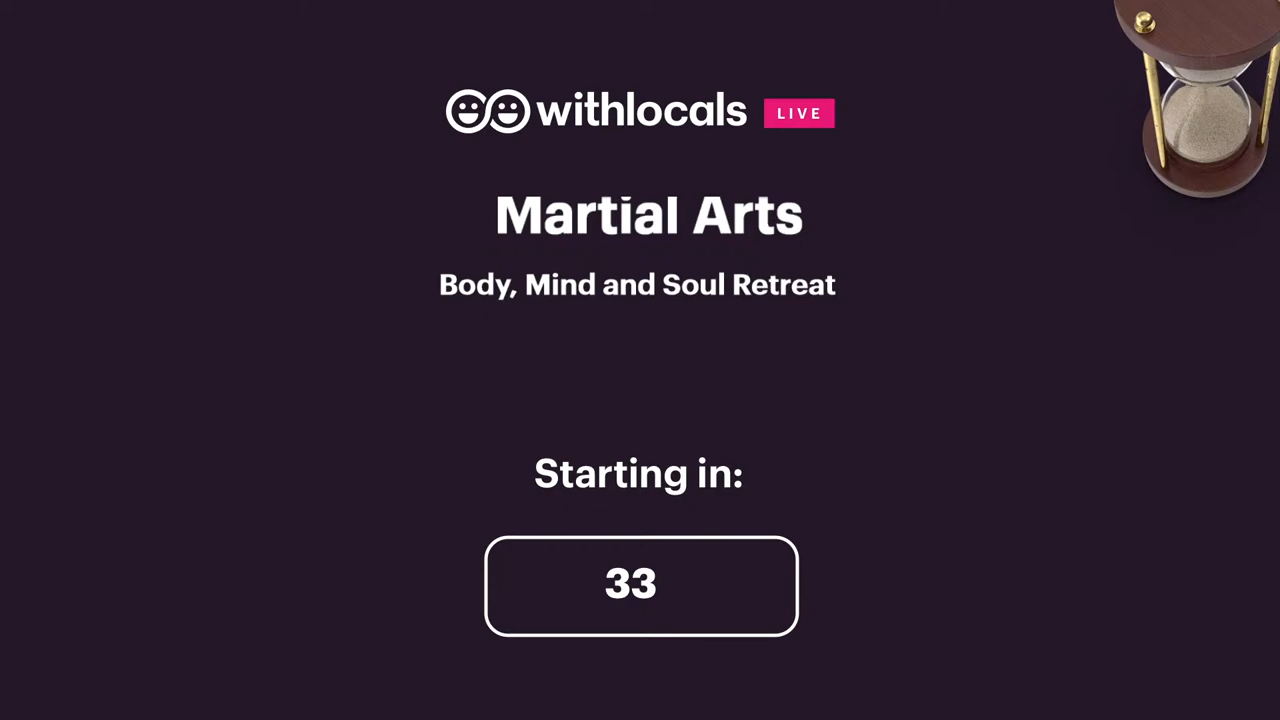 withlocals LIVE
Martial Arts
Body, Mind and Soul Retreat
Starting in:
33